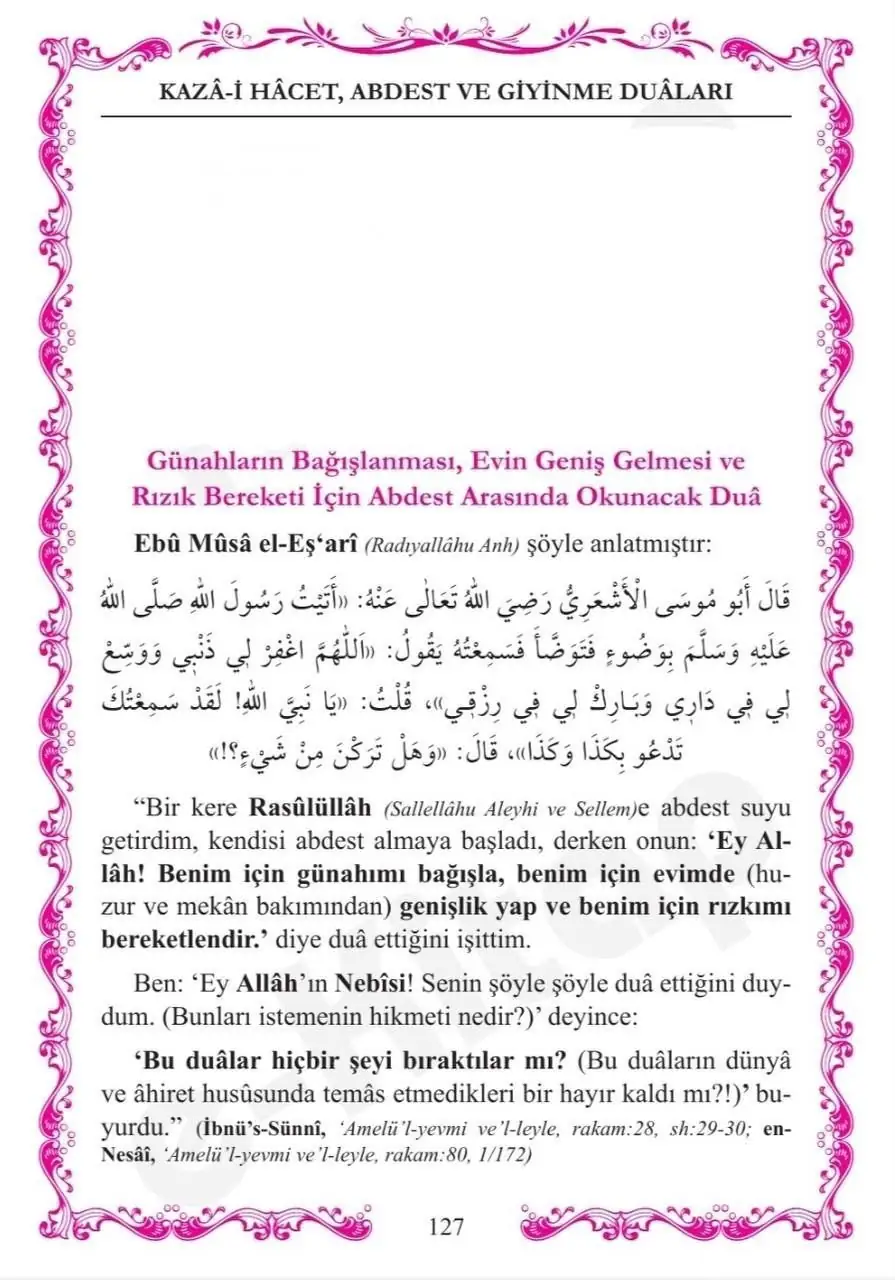 KAZÂ-İ HÂCET, ABDEST VE GİYİNME DUÂLARI
Günahların Bağışlanması, Evin Geniş Gelmesi ve
Rızık Bereketi İçin Abdest Arasında Okunacak Duâ
Ebû Mûsâ el-Eş‘arî (Radıyallâhu Anh) şöyle anlatmıştır:
قَالَ أَبُو مُوسَى الْأَشْعَرِيُّ رَضِيَ اللهُ تَعَالٰى عَنْهُ: «أَتَيْتُ رَسُولَ اللهِ صَلَّى اللهُ
عَلَيْهِ وَسَلَّمَ بِوَضُوءٍ فَتَوَضَّأَ فَسَمِعْتُهُ يَقُولُ: «اَللّٰهُمَّ اغْفِرْ لِي ذَنْبِي وَوَسِّعْ
لِي فِي دَارِي وَبَارِكْ لِي فِي رِزْقِي»، قُلْتُ: «يَا نَبِيَّ اللهِ! لَقَدْ سَمِعْتُكَ
تَدْعُو بِكَذَا وَكَذَا»، قَالَ: «وَهَلْ تَرَكْنَ مِنْ شَيْءٍ؟!»
“Bir kere Rasûlüllâh (Sallellâhu Aleyhi ve Sellem)e abdest suyu
getirdim, kendisi abdest almaya başladı, derken onun: ‘Ey Al-
lâh! Benim için günahımı bağışla, benim için evimde (hu-
zur ve mekân bakımından) genişlik yap ve benim için rızkımı
bereketlendir.’ diye duâ ettiğini işittim.
Ben: ‘Ey Allâh’ın Nebîsi! Senin şöyle şöyle duâ ettiğini duy-
dum. (Bunları istemenin hikmeti nedir?)’ deyince:
‘Bu duâlar hiçbir şeyi bıraktılar mı? (Bu duâların dünyâ
ve âhiret husûsunda temâs etmedikleri bir hayır kaldı mı?!)’ bu-
yurdu.” (İbnü’s-Sünnî, ‘Amelü’l-yevmi ve’l-leyle, rakam:28, sh:29-30; en-
Nesâî, ‘Amelü’l-yevmi ve’l-leyle, rakam:80, 1/172)
127